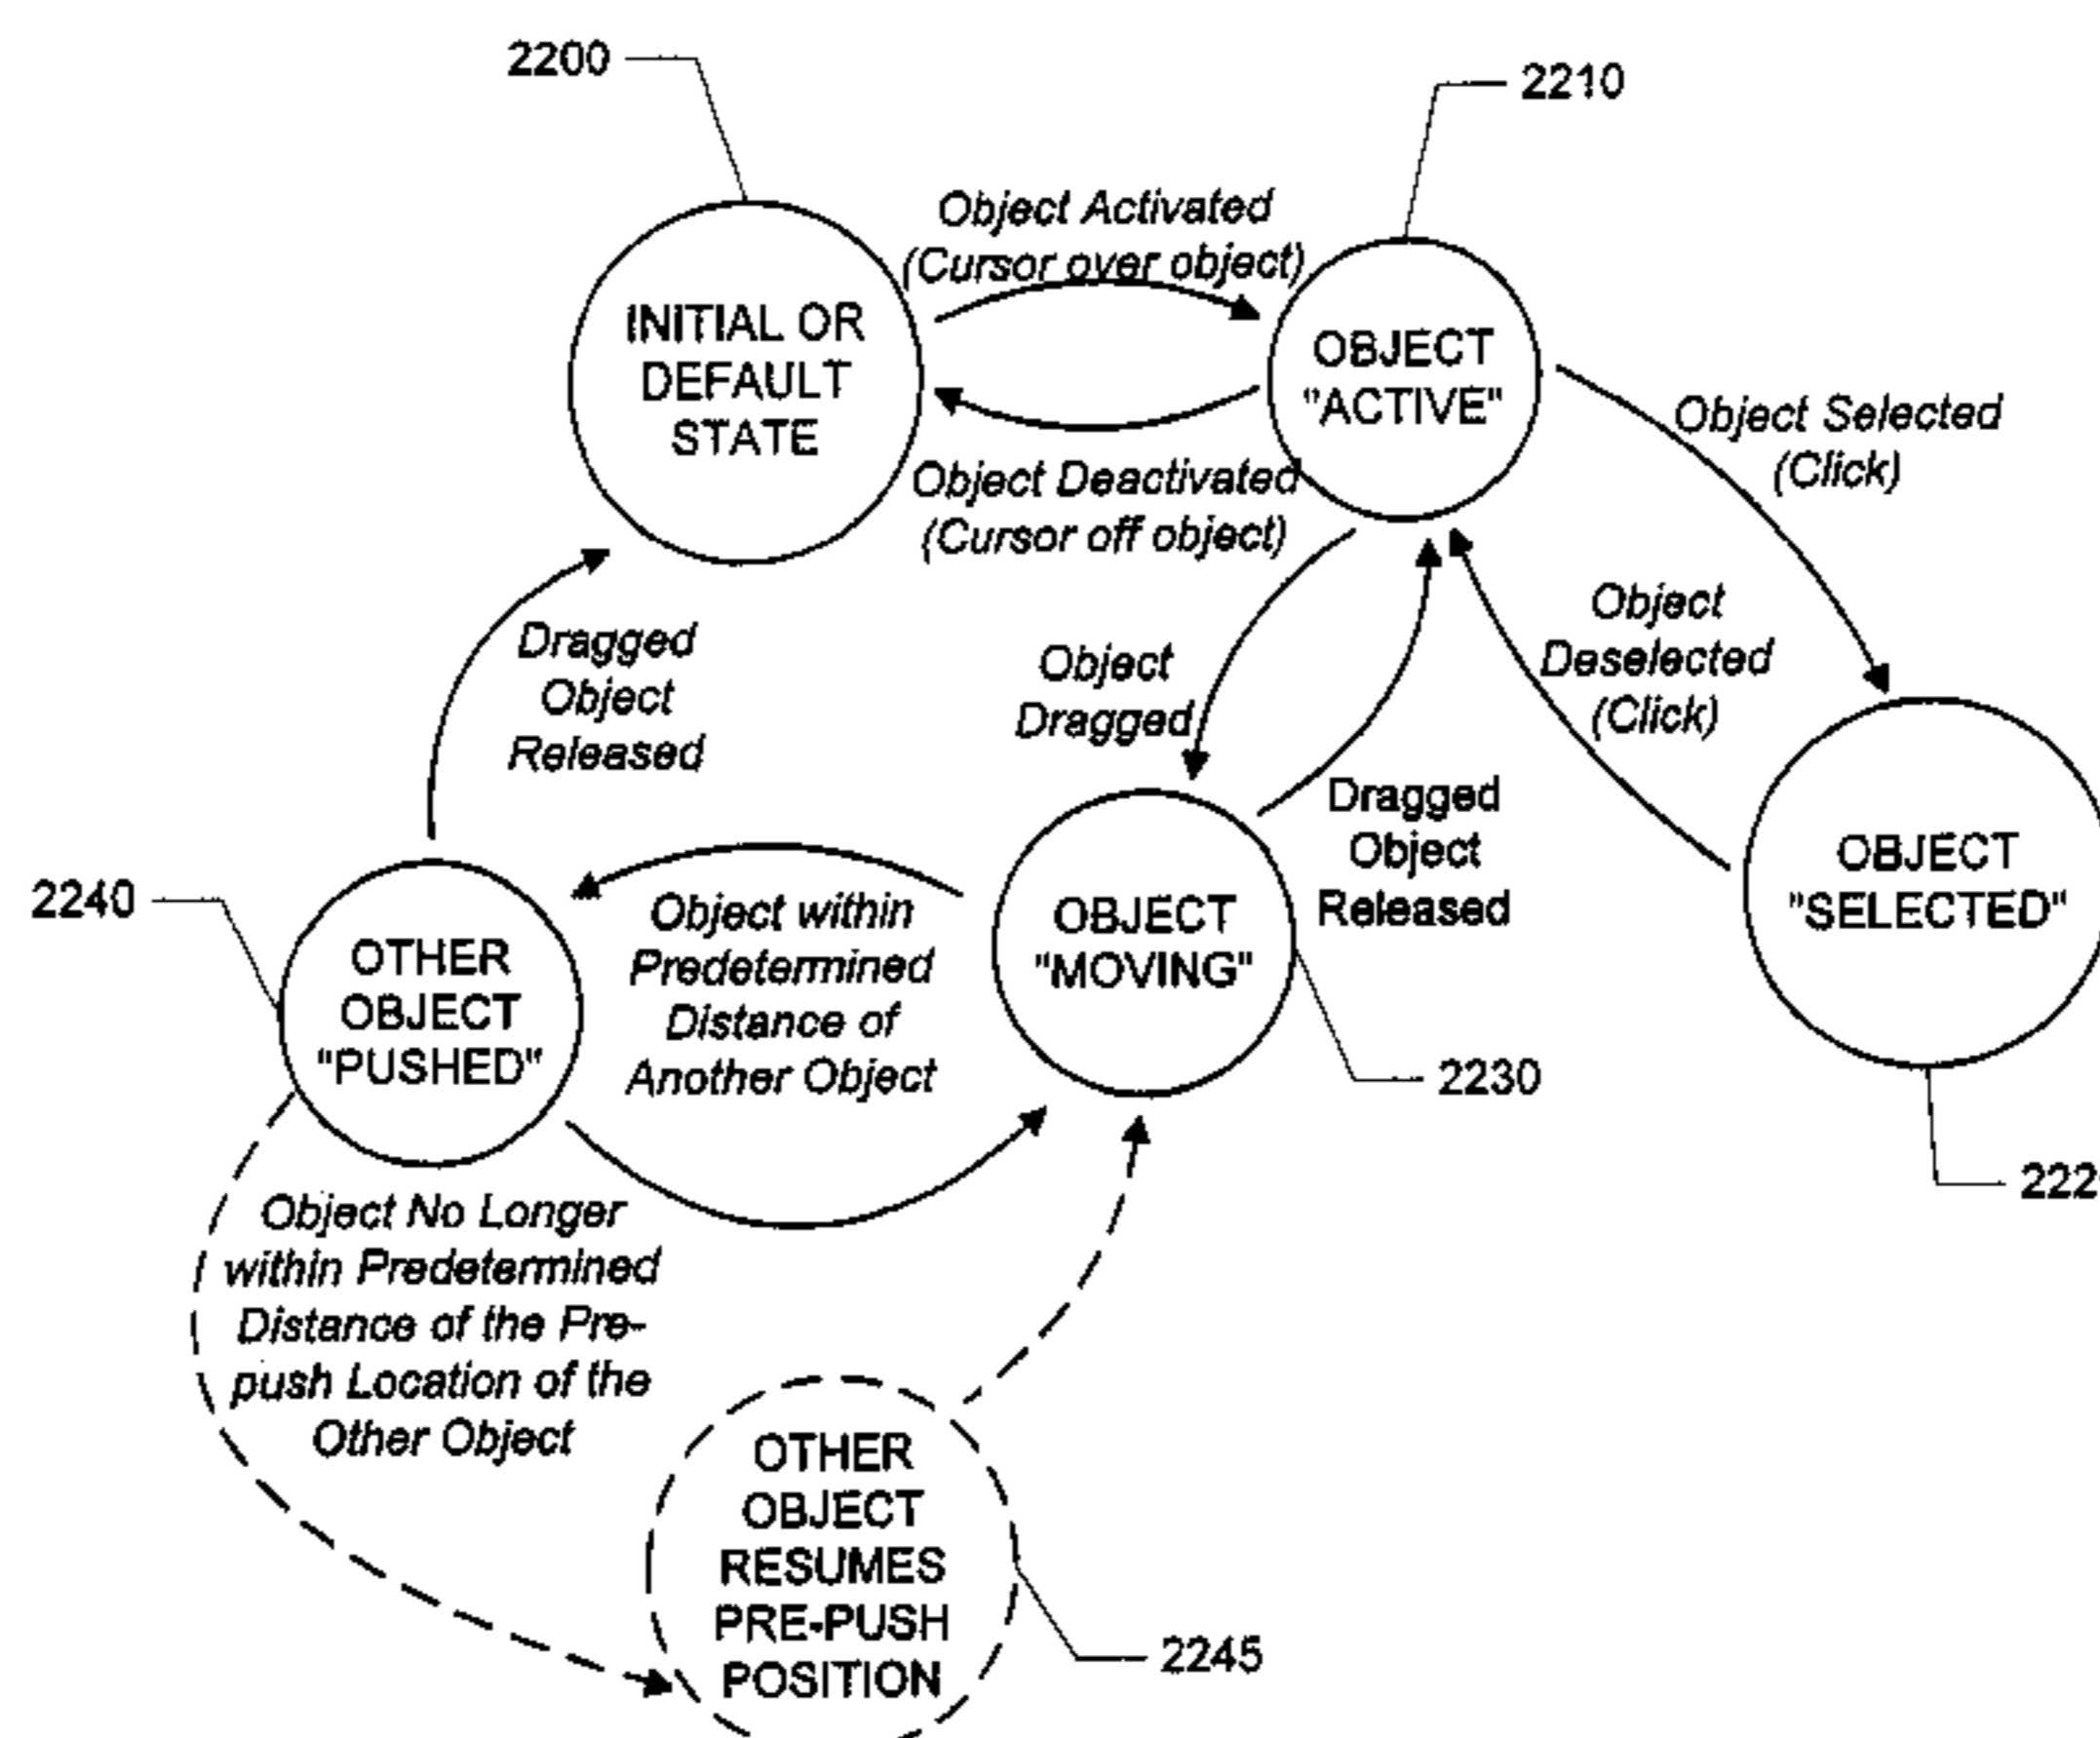 2200
2210
Object Activated
(Cursor over object)
INITIAL OR
DEFAULT
STATE
OBJECT
"ACTIVE"
Object Selected
(Click)
Object Deactivated
(Cursor off object)
Object
Deselected
(Click)
Dragged
Object
Released
Object
Dragged
Dragged
Object
Released
2240
OBJECT
"SELECTED"
Object within
Predetermined
Distance of
Another Object
OBJECT
"MOVING"
OTHER
OBJECT
"PUSHED"
2230
222
Object No Longer
within Predetermined
Distance of the Pre-
push Location of the
Other Object
OTHER
OBJECT
RESUMES
PRE-PUSH
POSITION
2245